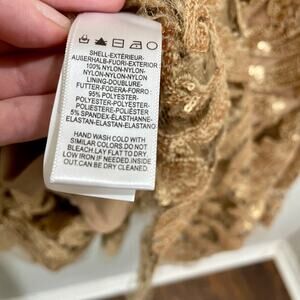 SHELL-EXTÉRIEUR-
AUßERHALB-FUORI-EXTERIOR
100% NYLON-NYLON-
NYLON-NYLON-NYLON
LINING-DOUBLURE-
FUTTER-FODERA-FORRO:
95% POLYESTER-
POLYESTER-POLYESTER-
POLIESTERE-POLIÉSTER
5% SPANDEX-ÉLASTHANNE-
ELASTAN-ELASTAN-ELASTANO
HAND WASH COLD WITH
SIMILAR COLORS.DO NOT
BLEACH.LAY FLAT TO DRY.
LOW IRON IF NEEDED.INSIDE
OUT.CAN BE DRY CLEANED.